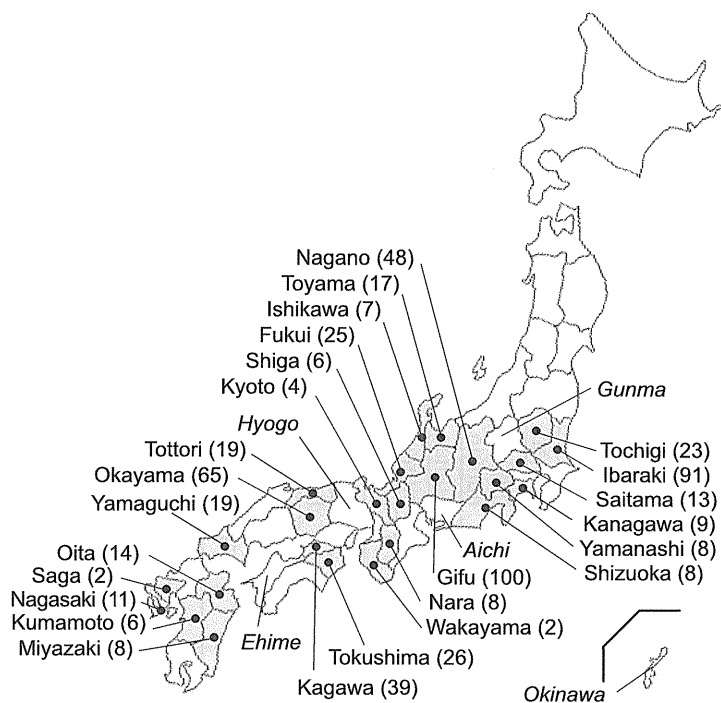 Nagano (48)
Toyama (17)
Ishikawa (7)
Fukui (25)
Shiga (6)
Kyoto (4)
Hyogo
Tottori (19)
Okayama (65)
Yamaguchi (19)
Oita (14)
Saga (2)
Nagasaki (11)
Kumamoto (6)
Miyazaki (8)
Ehime
Kagawa (39)
Tokushima (26)
Wakayama (2)
Nara (8)
Gifu (100)
Aichi
Gunma
Tochigi (23)
Ibaraki (91)
Saitama (13)
Kanagawa (9)
Yamanashi (8)
Shizuoka (8)
Okinawa